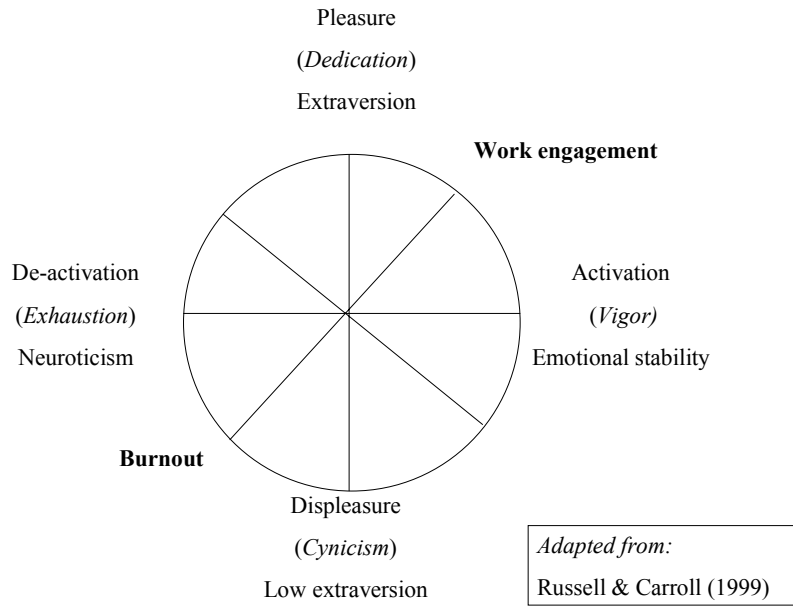 Pleasure
(Dedication)
Extraversion
Work engagement
De-activation
(Exhaustion)
Neuroticism
Activation
(Vigor)
Emotional stability
Burnout
Displeasure
(Cynicism)
Low extraversion
Adapted from:
Russell & Carroll (1999)